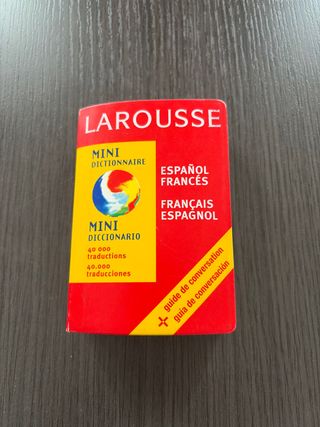 LAROUSSE
MINI
DICTIONNAIRE
MINI
DICCIONARIO
40 000
traductions
40.000
traducciones
ESPAÑOL
FRANCÉS
FRANÇAIS
ESPAGNOL
+ guide de conversation
guía de conversación